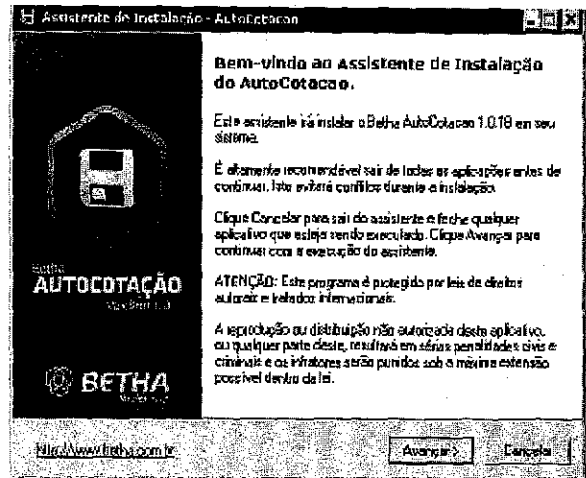 Assistente de Instalação - AutoCotacao
Bem-vindo ao Assistente de Instalação
do AutoCotacao.
Este assistente irá instalar o Betha AutoCotacao 1.0.18 em seu
sistema.
É altamente recomendável sair de todas as aplicações antes de
continuar. Isto evitará conflitos durante a instalação.
Clique Cancelar para sair do assistente e feche qualquer
aplicativo que esteja sendo executado. Clique Avançar para
continuar com a execução do assistente.
ATENÇÃO: Este programa é protegido por leis de direitos
autorais e tratados internacionais.
A reprodução ou distribuição não autorizada deste aplicativo,
ou qualquer parte deste, resultará em sérias penalidades civis e
criminais e os infratores serão punidos sob a máxima extensão
possível dentro da lei.
Betha
AUTOCOTAÇÃO
BETHA
http://www.betha.com.br
Avançar >
Cancelar